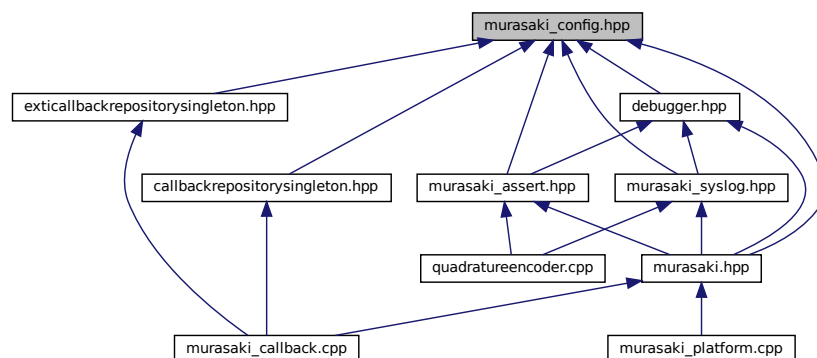 murasaki_config.hpp
exticallbackrepositorysingleton.hpp
debugger.hpp
callbackrepositorysingleton.hpp
murasaki_assert.hpp
murasaki_syslog.hpp
quadratureencoder.cpp
murasaki.hpp
murasaki_callback.cpp
murasaki_platform.cpp